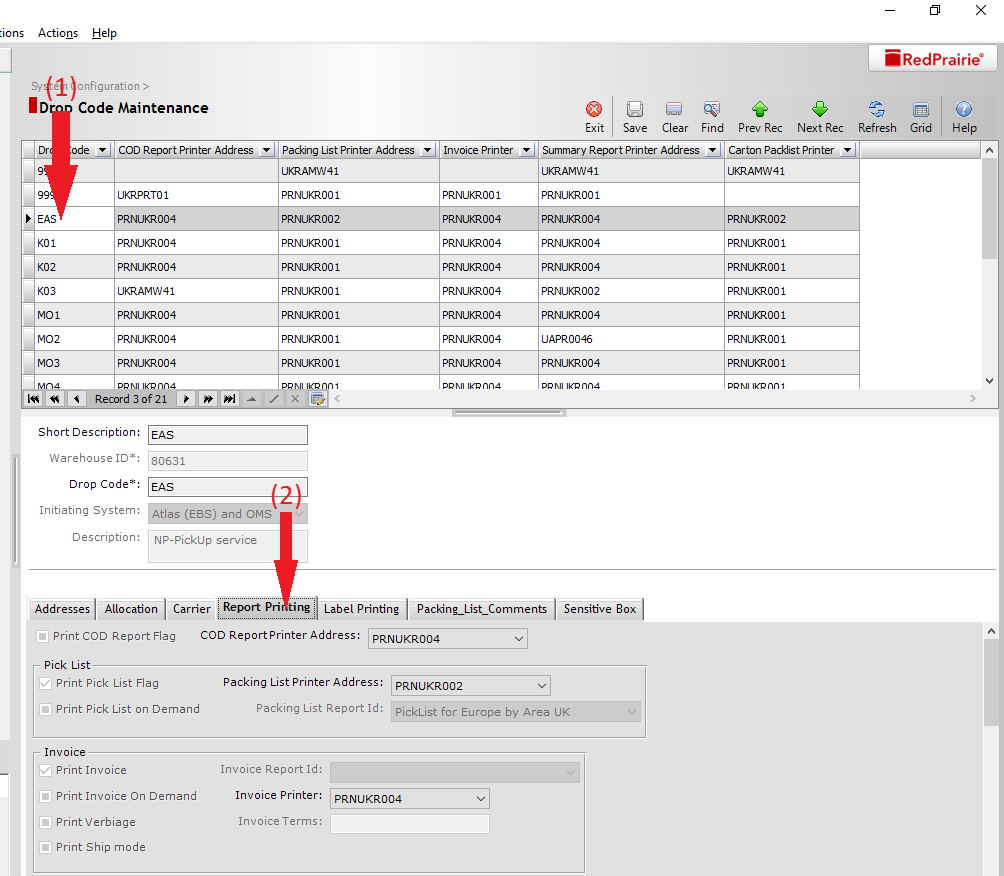 tions Actions Help
RedPrairie®
System Configuration >
(1)
Drop Code Maintenance
Exit Save Clear Find Prev Rec Next Rec Refresh Grid Help
Drop Code COD Report Printer Address Packing List Printer Address Invoice Printer Summary Report Printer Address Carton Packlist Printer
UKRAMW41 UKRAMW41 UKRAMW41
999 UKRPRT01 PRNUKR001 PRNUKR001 PRNUKR001
EAS PRNUKR004 PRNUKR002 PRNUKR004 PRNUKR004 PRNUKR002
K01 PRNUKR004 PRNUKR001 PRNUKR004 PRNUKR004 PRNUKR001
K02 PRNUKR004 PRNUKR001 PRNUKR004 PRNUKR004 PRNUKR001
K03 UKRAMW41 PRNUKR001 PRNUKR004 PRNUKR002 PRNUKR001
MO1 PRNUKR004 PRNUKR001 PRNUKR004 PRNUKR004 PRNUKR001
MO2 PRNUKR004 PRNUKR001 PRNUKR004 UAPR0046 PRNUKR001
MO3 PRNUKR004 PRNUKR001 PRNUKR004 PRNUKR004 PRNUKR001
MO4 PRNUKR004 PRNUKR001 PRNUKR004 PRNUKR004 PRNUKR001
Record 3 of 21
Short Description: EAS
Warehouse ID*: 80631
Drop Code*: EAS
(2)
Initiating System: Atlas (EBS) and OMS
Description: NP-PickUp service
Addresses Allocation Carrier Report Printing Label Printing Packing_List_Comments Sensitive Box
Print COD Report Flag COD Report Printer Address: PRNUKR004
Pick List
Print Pick List Flag Packing List Printer Address: PRNUKR002
Print Pick List on Demand Packing List Report Id: PickList for Europe by Area UK
Invoice
Print Invoice Invoice Report Id:
Print Invoice On Demand Invoice Printer: PRNUKR004
Print Verbiage Invoice Terms:
Print Ship mode